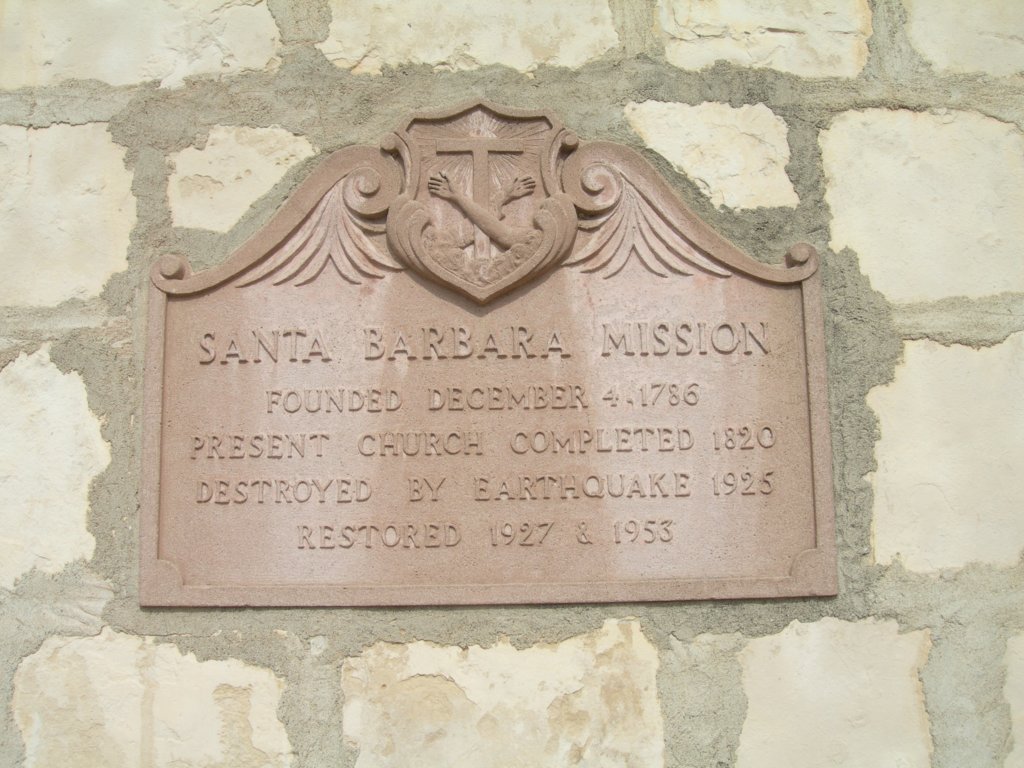 SANTA BARBARA MISSION
FOUNDED DECEMBER 4, 1786
PRESENT CHURCH COMPLETED 1820
DESTROYED BY EARTHQUAKE 1925
RESTORED 1927 & 1953